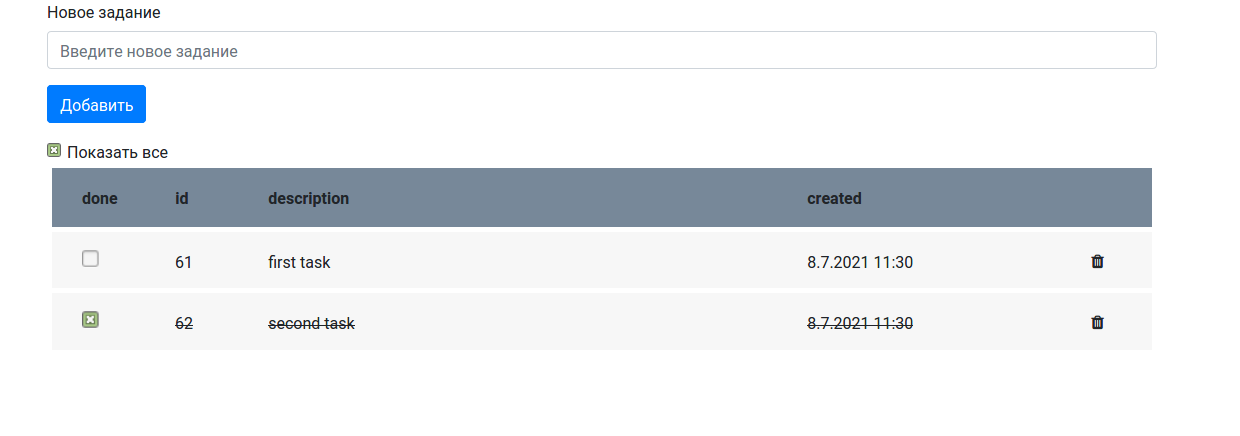 Новое задание
Введите новое задание
Добавить
Показать все
done id description created
61 first task 8.7.2021 11:30
62 second task 8.7.2021 11:30